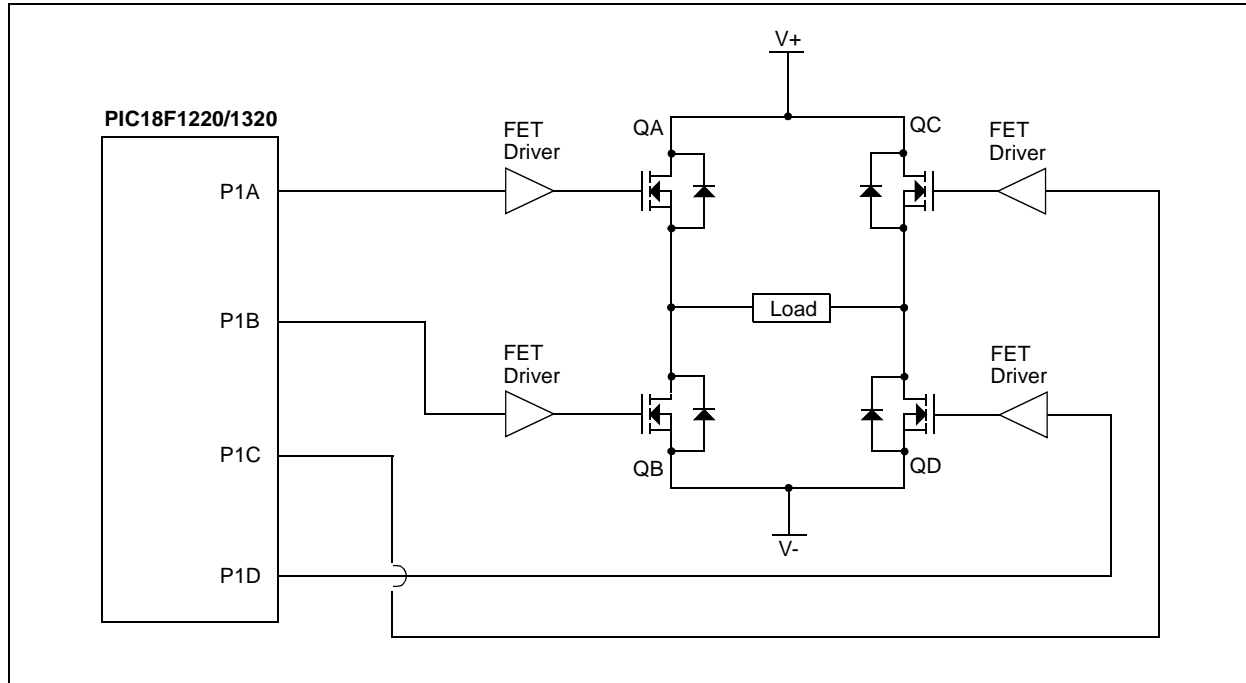 V+
PIC18F1220/1320
QA
FET
Driver
QC
FET
Driver
P1A
Load
P1B
FET
Driver
FET
Driver
P1C
QB
QD
V-
P1D